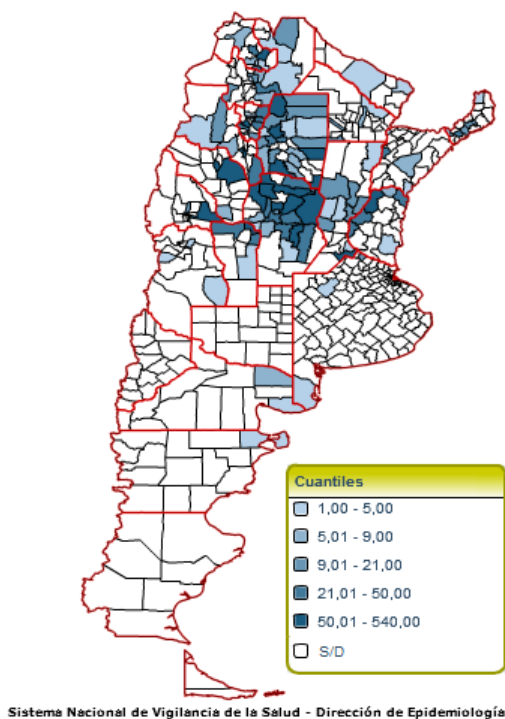 Cuantiles
1,00 - 5,00
5,01 - 9,00
9,01 - 21,00
21,01 - 50,00
50,01 - 540,00
S/D
Sistema Nacional de Vigilancia de la Salud - Dirección de Epidemiología